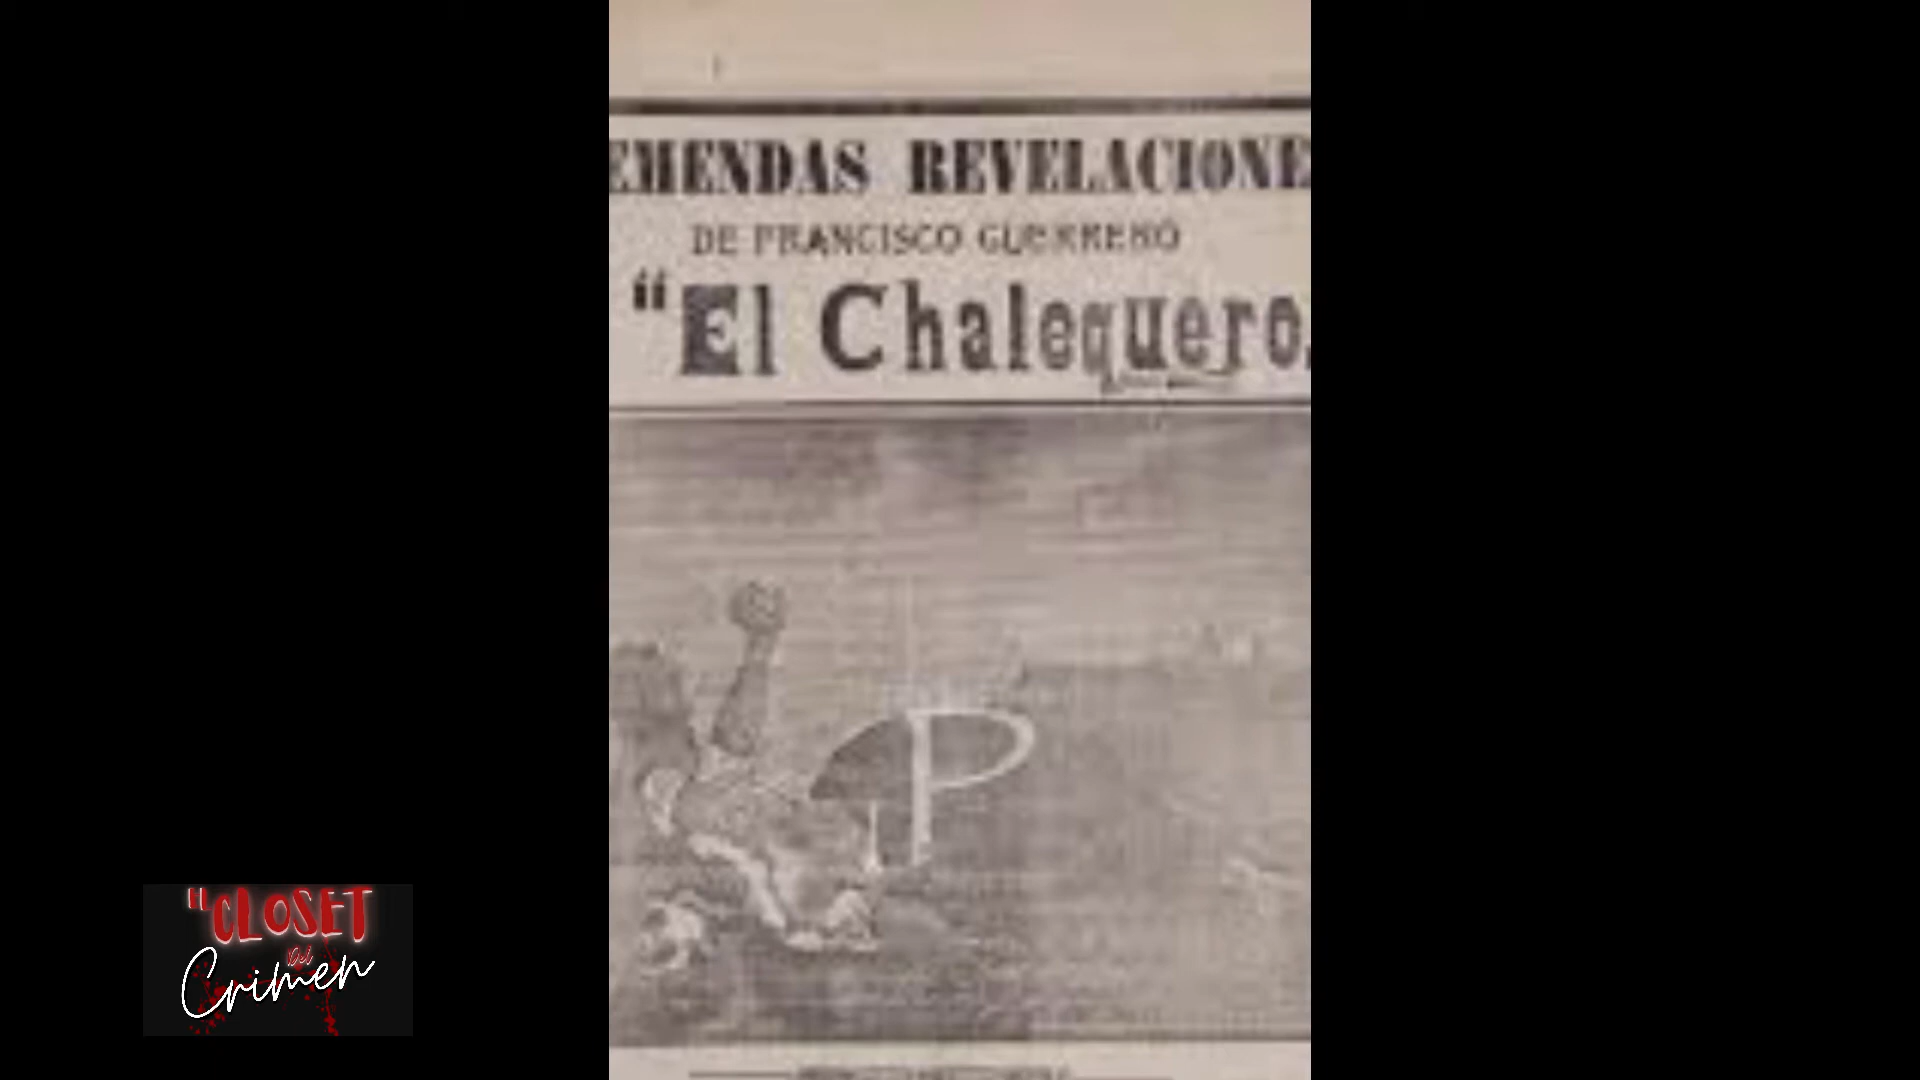 EMENDAS REVELACIONE
DE FRANCISCO GUERRERO
"El Chalequero,
P
"CLOSET
Del
Crimen